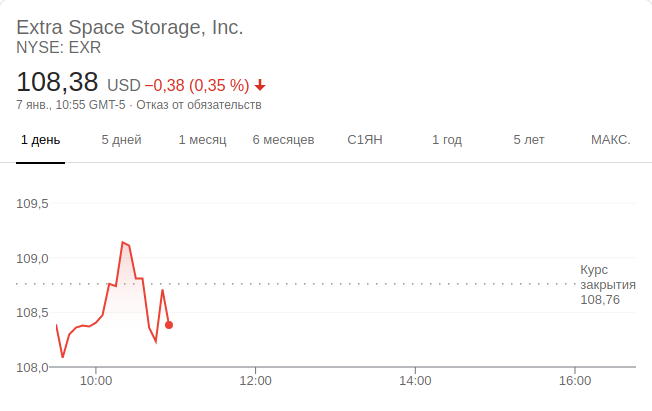 Extra Space Storage, Inc.
NYSE: EXR
108,38 USD −0,38 (0,35 %)
7 янв., 10:55 GMT-5 · Отказ от обязательств
1 день 5 дней 1 месяц 6 месяцев С1ЯН 1 год 5 лет МАКС.
109,5
109,0
Курс
закрытия
108,76
108,5
108,0
10:00 12:00 14:00 16:00